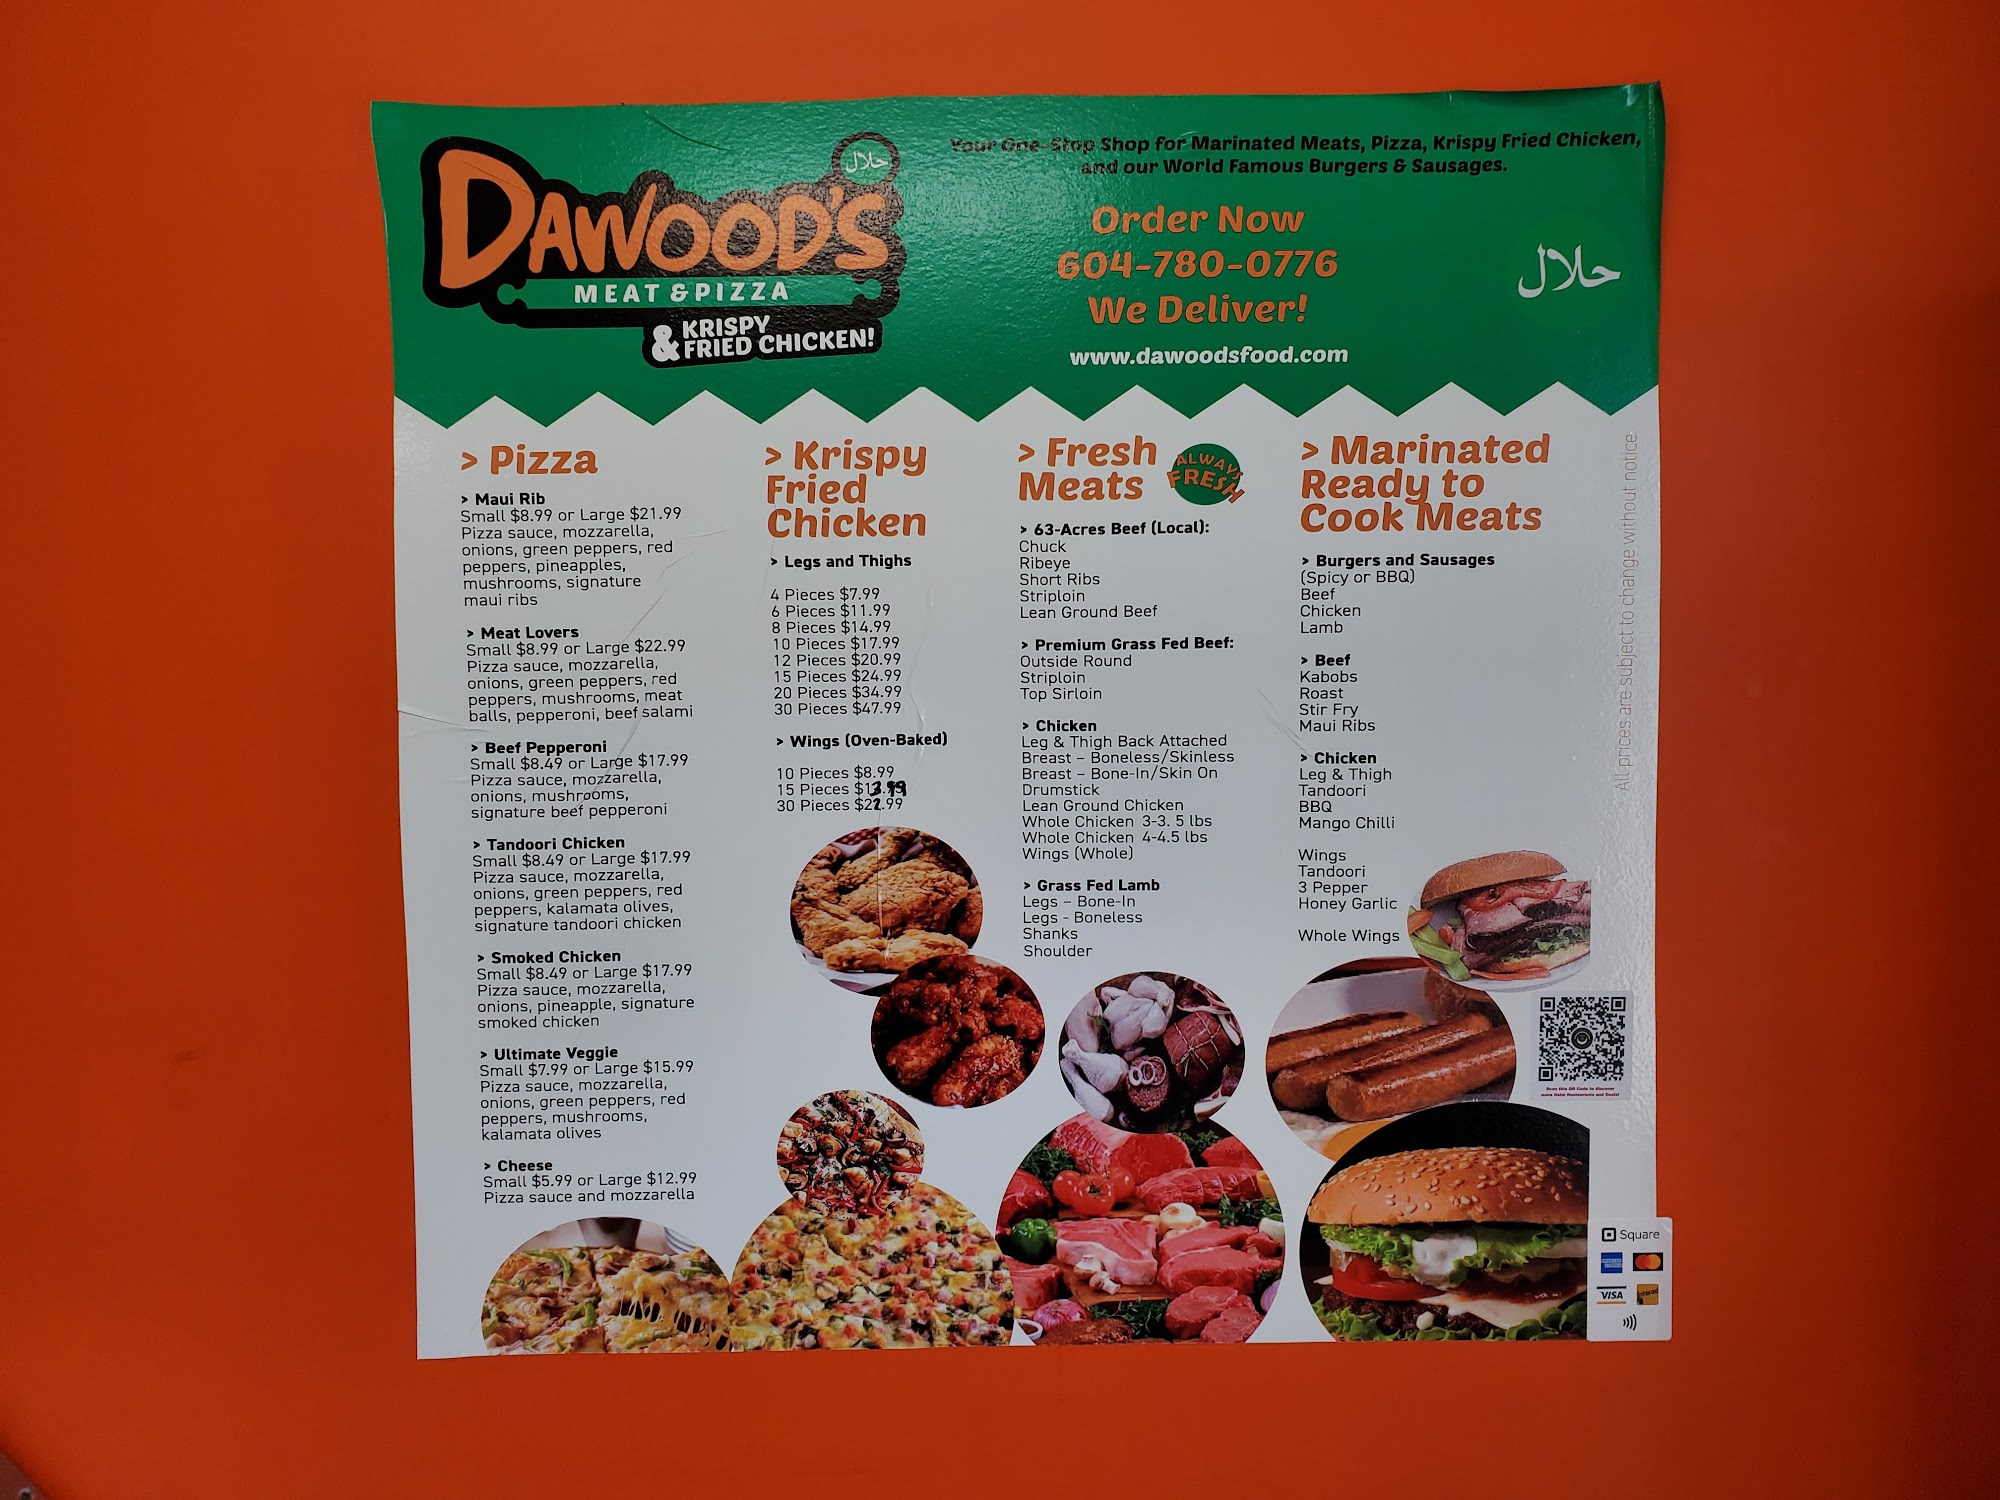 DAWOOD'S
حلال
MEAT & PIZZA
& KRISPY
FRIED CHICKEN!
Your One-Stop Shop for Marinated Meats, Pizza, Krispy Fried Chicken,
and our World Famous Burgers & Sausages.
Order Now
604-780-0776
We Deliver!
www.dawoodsfood.com
حلال
> Pizza
> Maui Rib
Small $8.99 or Large $21.99
Pizza sauce, mozzarella,
onions, green peppers, red
peppers, pineapples,
mushrooms, signature
maui ribs
> Meat Lovers
Small $8.99 or Large $22.99
Pizza sauce, mozzarella,
onions, green peppers, red
peppers, mushrooms, meat
balls, pepperoni, beef salami
> Beef Pepperoni
Small $8.49 or Large $17.99
Pizza sauce, mozzarella,
onions, mushrooms,
signature beef pepperoni
> Tandoori Chicken
Small $8.49 or Large $17.99
Pizza sauce, mozzarella,
onions, green peppers, red
peppers, kalamata olives,
signature tandoori chicken
> Smoked Chicken
Small $8.49 or Large $17.99
Pizza sauce, mozzarella,
onions, pineapple, signature
smoked chicken
> Ultimate Veggie
Small $7.99 or Large $15.99
Pizza sauce, mozzarella,
onions, green peppers, red
peppers, mushrooms,
kalamata olives
> Cheese
Small $5.99 or Large $12.99
Pizza sauce and mozzarella
> Krispy
Fried
Chicken
> Legs and Thighs
4 Pieces $7.99
6 Pieces $11.99
8 Pieces $14.99
10 Pieces $17.99
12 Pieces $20.99
15 Pieces $24.99
20 Pieces $34.99
30 Pieces $47.99
> Wings (Oven-Baked)
10 Pieces $8.99
15 Pieces $13.99
30 Pieces
> Fresh
Meats
ALWAYS
FRESH
> 63-Acres Beef (Local):
Chuck
Ribeye
Short Ribs
Striploin
Lean Ground Beef
> Premium Grass Fed Beef:
Outside Round
Striploin
Top Sirloin
> Chicken
Leg & Thigh Back Attached
Breast – Boneless/Skinless
Breast – Bone-In/Skin On
Drumstick
Lean Ground Chicken
Whole Chicken 3-3. 5 lbs
Whole Chicken 4-4.5 lbs
Wings (Whole)
> Grass Fed Lamb
Legs – Bone-In
Legs - Boneless
Shanks
Shoulder
> Marinated
Ready to
Cook Meats
> Burgers and Sausages
(Spicy or BBQ)
Beef
Chicken
Lamb
> Beef
Kabobs
Roast
Stir Fry
Maui Ribs
> Chicken
Leg & Thigh
Tandoori
BBQ
Mango Chilli
Wings
Tandoori
3 Pepper
Honey Garlic
Whole Wings
All prices are subject to change without notice
Scan this QR Code to discover
more Halal Restaurants and Deals!
Square
VISA